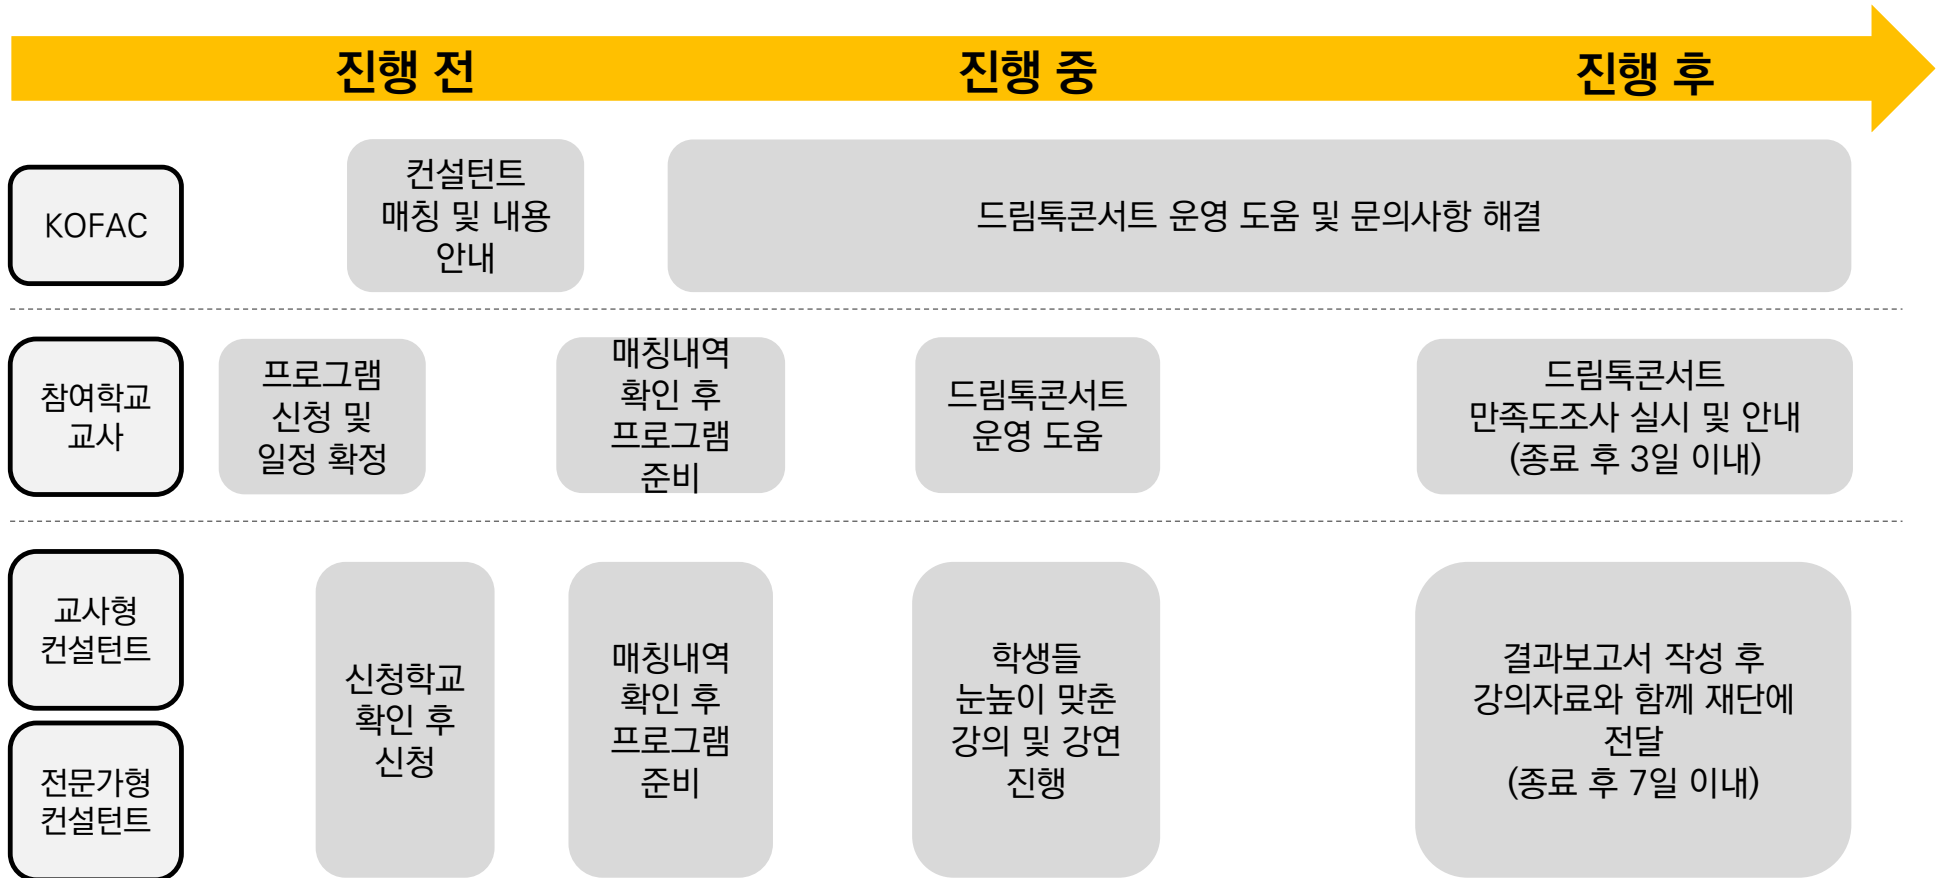 진행 전
진행 중
진행 후
KOFAC
컨설턴트
매칭 및 내용
안내
드림톡콘서트 운영 도움 및 문의사항 해결
참여학교
교사
프로그램
신청 및
일정 확정
매칭내역
확인 후
프로그램
준비
드림톡콘서트
운영 도움
드림톡콘서트
만족도조사 실시 및 안내
(종료 후 3일 이내)
교사형
컨설턴트
전문가형
컨설턴트
신청학교
확인 후
신청
매칭내역
확인 후
프로그램
준비
학생들
눈높이 맞춘
강의 및 강연
진행
결과보고서 작성 후
강의자료와 함께 재단에
전달
(종료 후 7일 이내)